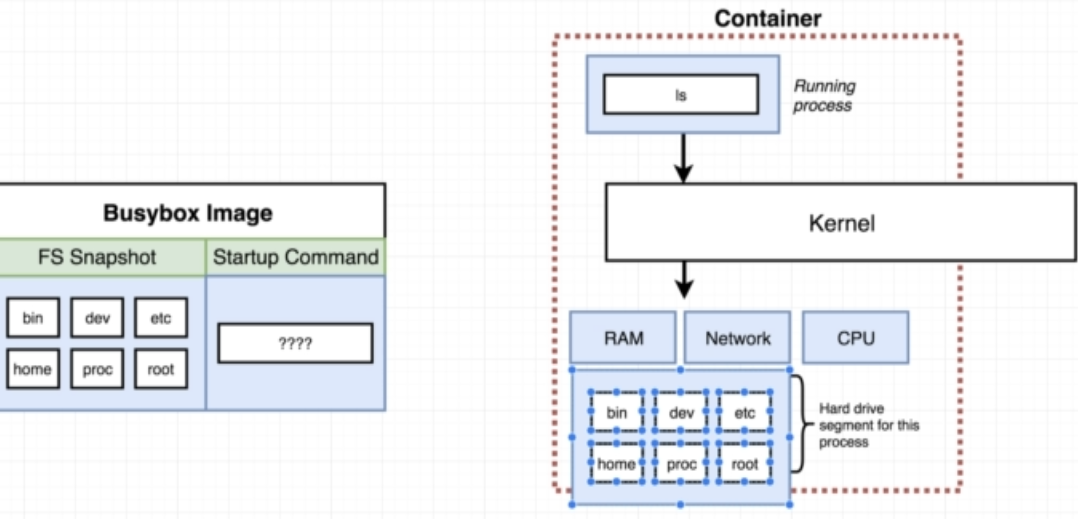 Container
ls
Running
process
Busybox Image
Kernel
FS Snapshot
Startup Command
bin
dev
etc
????
home
proc
root
RAM
Network
CPU
bin
dev
etc
home
proc
root
Hard drive
segment for this
process